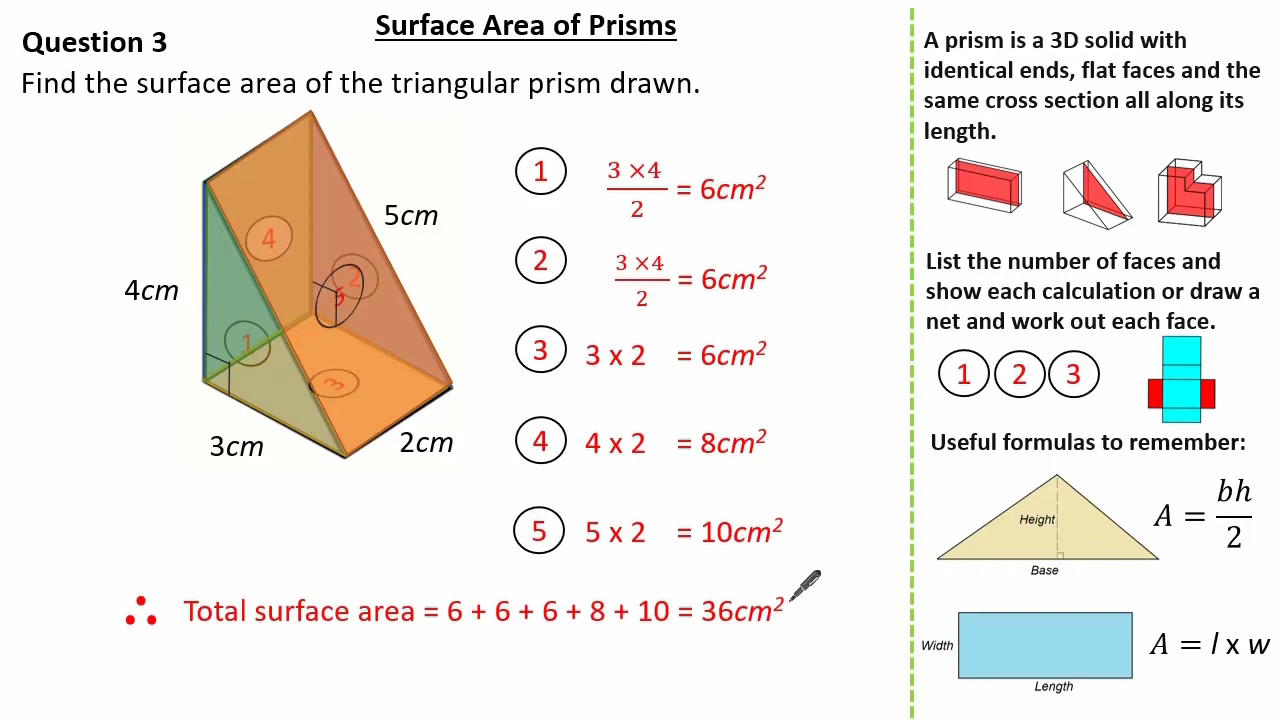 Surface Area of Prisms
Question 3
Find the surface area of the triangular prism drawn.
4cm
5cm
3cm
2cm
4
2
5
1
3
1 3 ×4 / 2 = 6cm²
2 3 ×4 / 2 = 6cm²
3 3 x 2 = 6cm²
4 4 x 2 = 8cm²
5 5 x 2 = 10cm²
∴ Total surface area = 6 + 6 + 6 + 8 + 10 = 36cm²
A prism is a 3D solid with
identical ends, flat faces and the
same cross section all along its
length.
List the number of faces and
show each calculation or draw a
net and work out each face.
1 2 3
Useful formulas to remember:
Height
Base
A = bh / 2
Width
Length
A = l x w